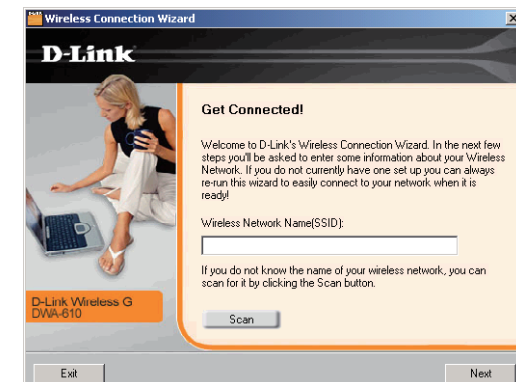 Wireless Connection Wizard
D-Link
Get Connected!
Welcome to D-Link's Wireless Connection Wizard. In the next few
steps you'll be asked to enter some information about your Wireless
Network. If you do not currently have one set up you can always
re-run this wizard to easily connect to your network when it is
ready!
Wireless Network Name(SSID):
If you do not know the name of your wireless network, you can
scan for it by clicking the Scan button.
D-Link Wireless G
DWA-610
Scan
Exit
Next